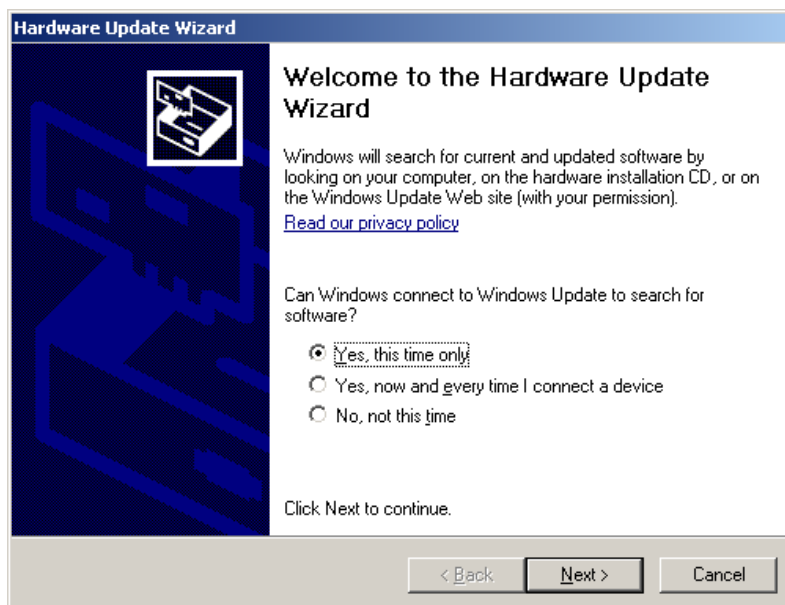 Hardware Update Wizard
Welcome to the Hardware Update
Wizard
Windows will search for current and updated software by
looking on your computer, on the hardware installation CD, or on
the Windows Update Web site (with your permission).
Read our privacy policy
Can Windows connect to Windows Update to search for
software?
Yes, this time only
Yes, now and every time I connect a device
No, not this time
Click Next to continue.
< Back Next > Cancel